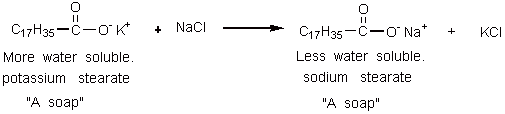 O O
C₁₇H₃₅—C—O⁻ K⁺ + NaCl C₁₇H₃₅—C—O⁻ Na⁺ + KCl
More water soluble. Less water soluble.
potassium stearate sodium stearate
"A soap" "A soap"